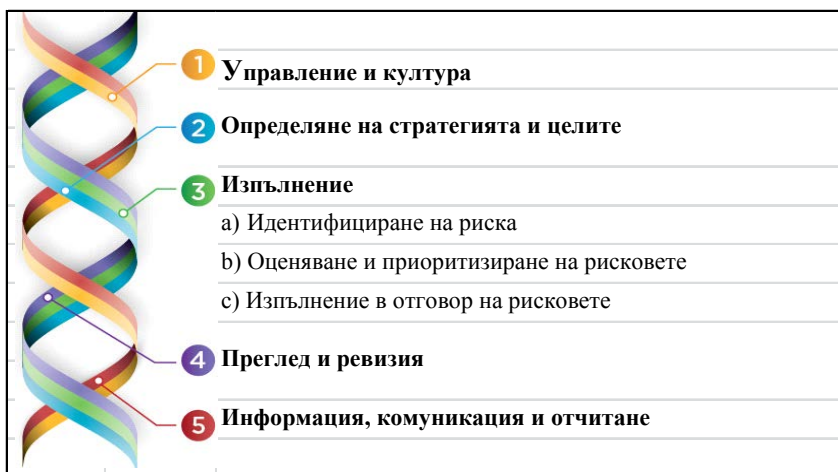 1 Управление и култура
2 Определяне на стратегията и целите
3 Изпълнение
a) Идентифициране на риска
b) Оценяване и приоритизиране на рисковете
c) Изпълнение в отговор на рисковете
4 Преглед и ревизия
5 Информация, комуникация и отчитане